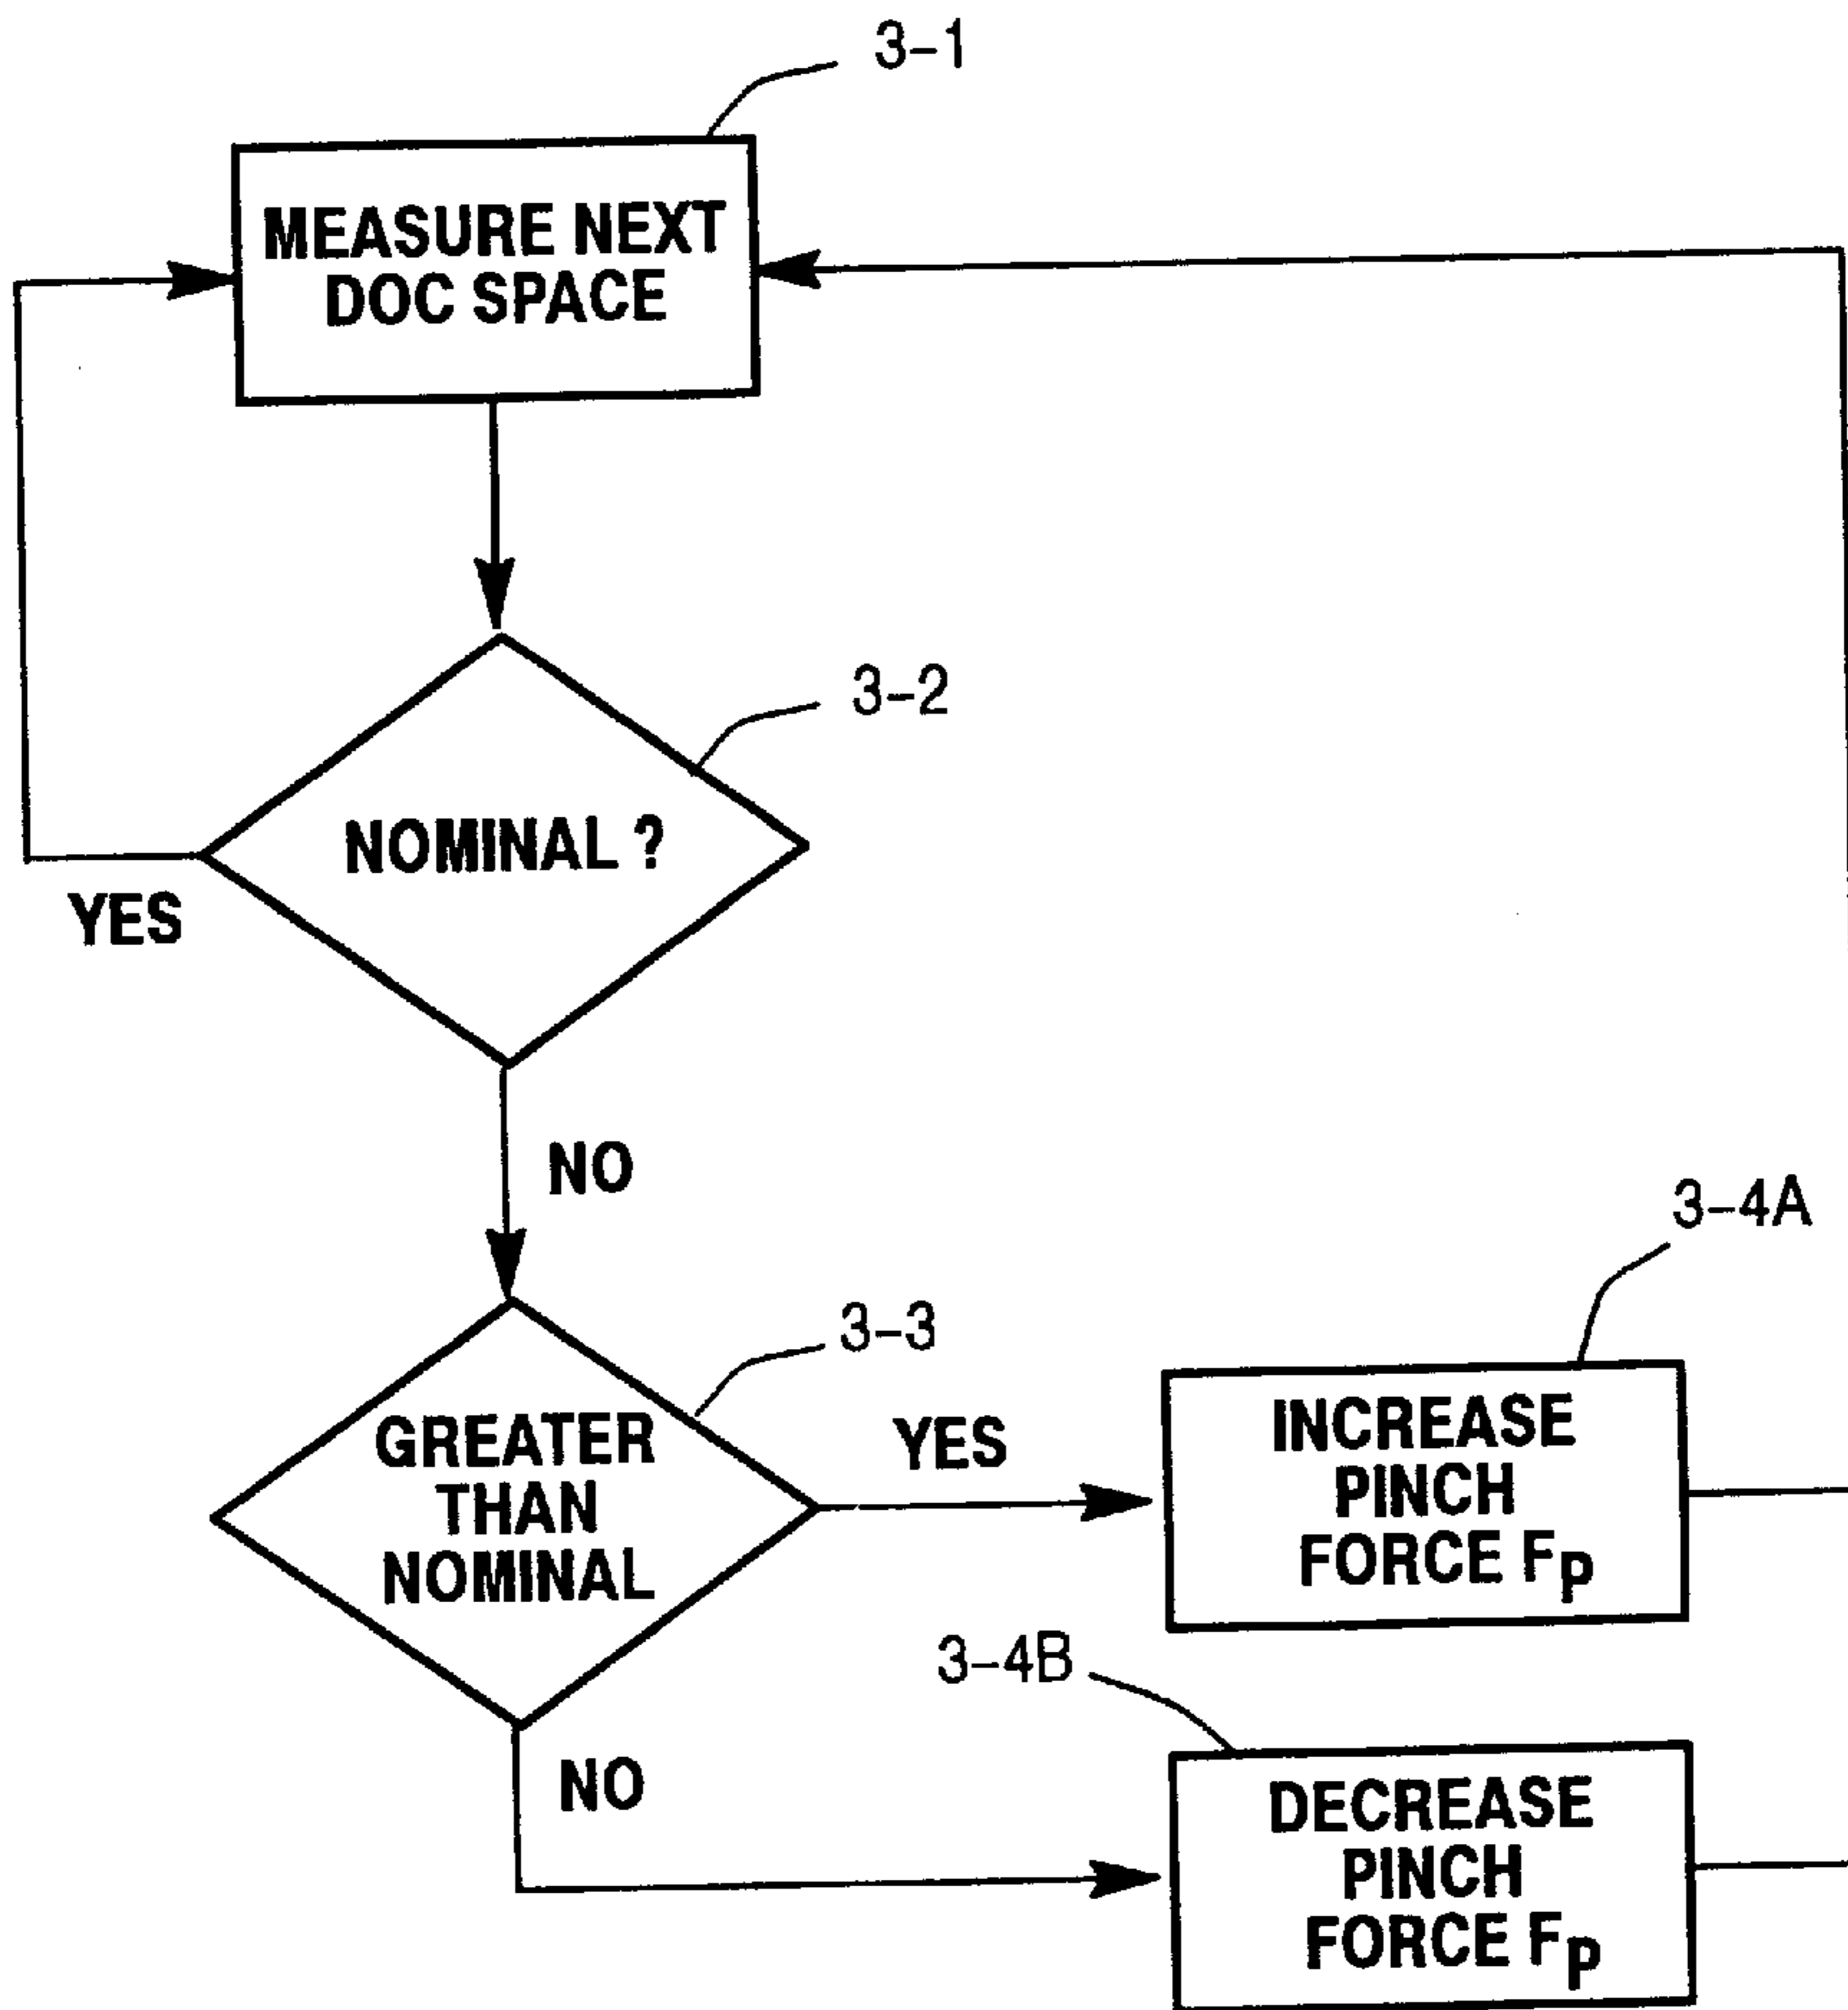 3-1
MEASURE NEXT
DOC SPACE
3-2
NOMINAL ?
YES
NO
3-3
GREATER
THAN
NOMINAL
YES
3-4A
INCREASE
PINCH
FORCE Fp
NO
3-4B
DECREASE
PINCH
FORCE Fp